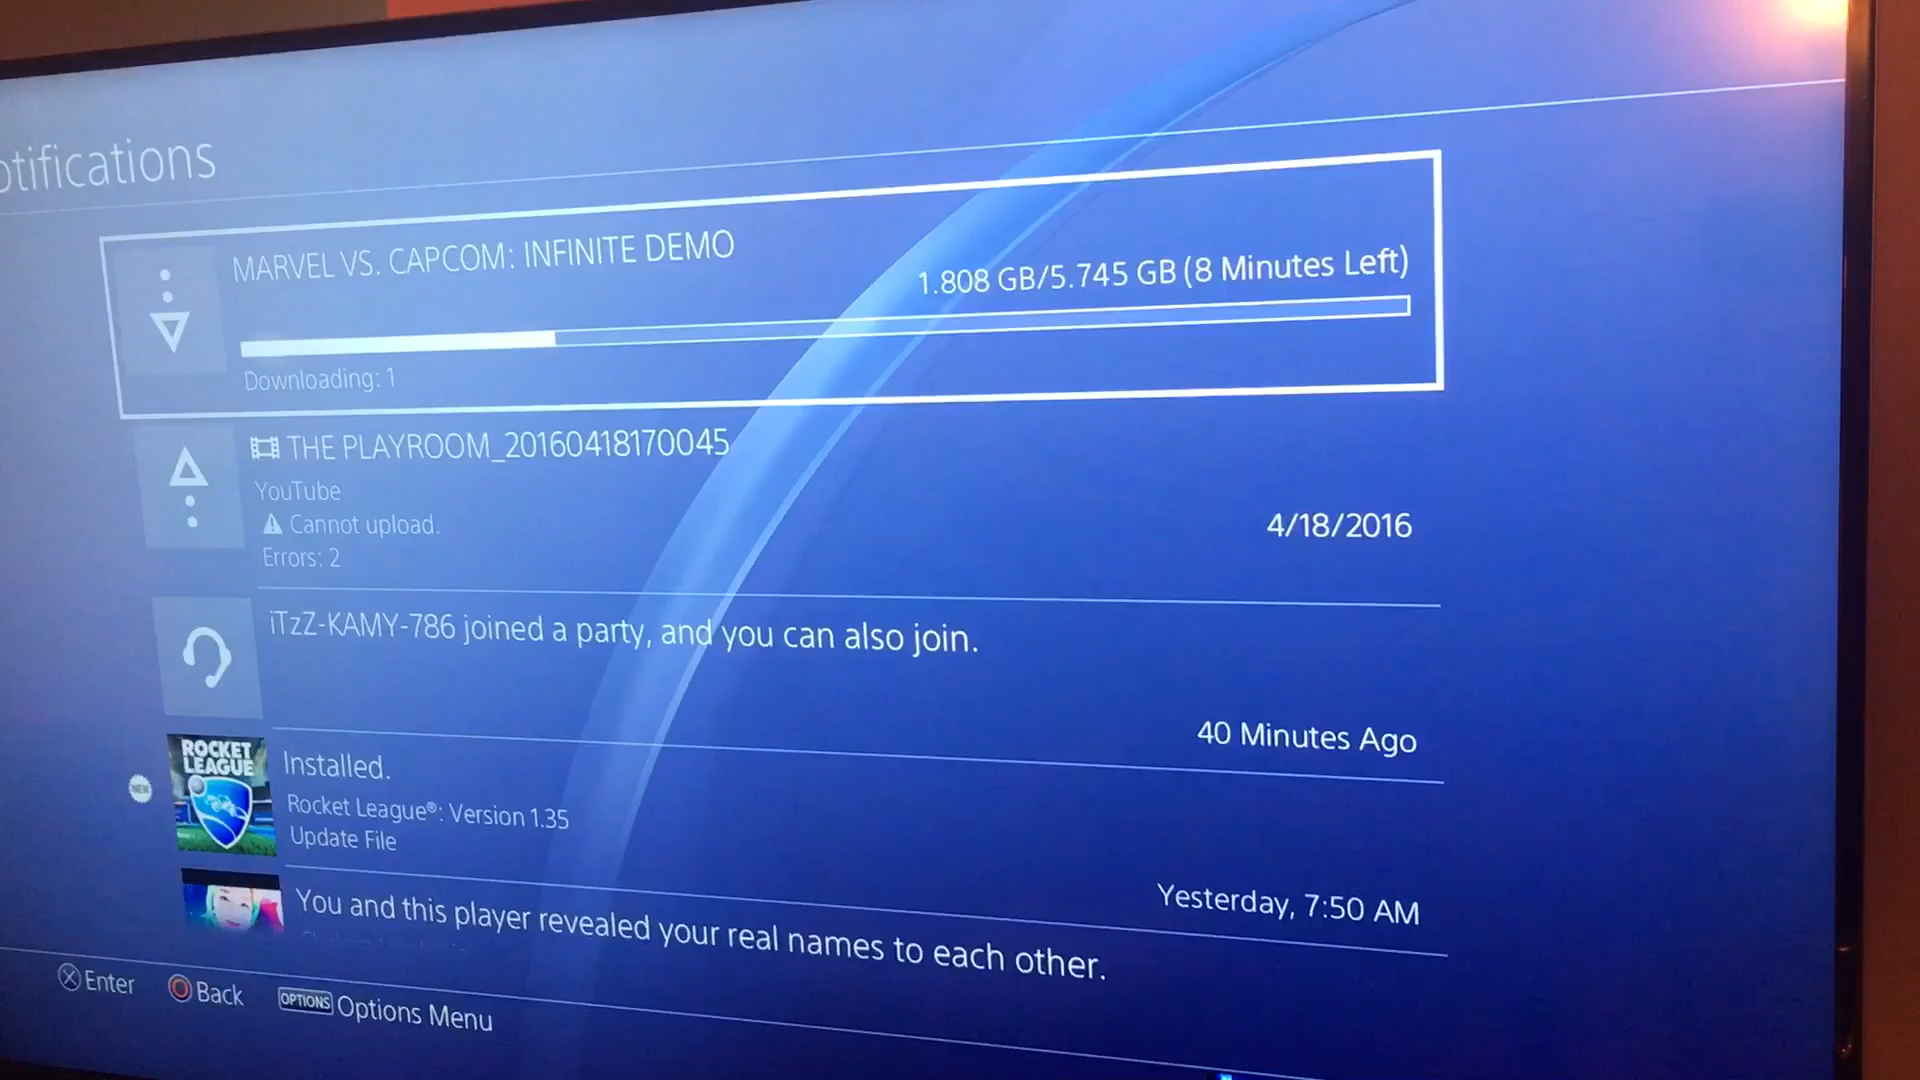 otifications
MARVEL VS. CAPCOM: INFINITE DEMO
1.808 GB/5.745 GB (8 Minutes Left)
Downloading: 1
THE PLAYROOM_20160418170045
YouTube
Cannot upload.
Errors: 2
4/18/2016
iTzZ-KAMY-786 joined a party, and you can also join.
40 Minutes Ago
NEW
ROCKET
LEAGUE
Installed.
Rocket League®: Version 1.35
Update File
Yesterday, 7:50 AM
You and this player revealed your real names to each other.
Enter
Back
OPTIONS Options Menu